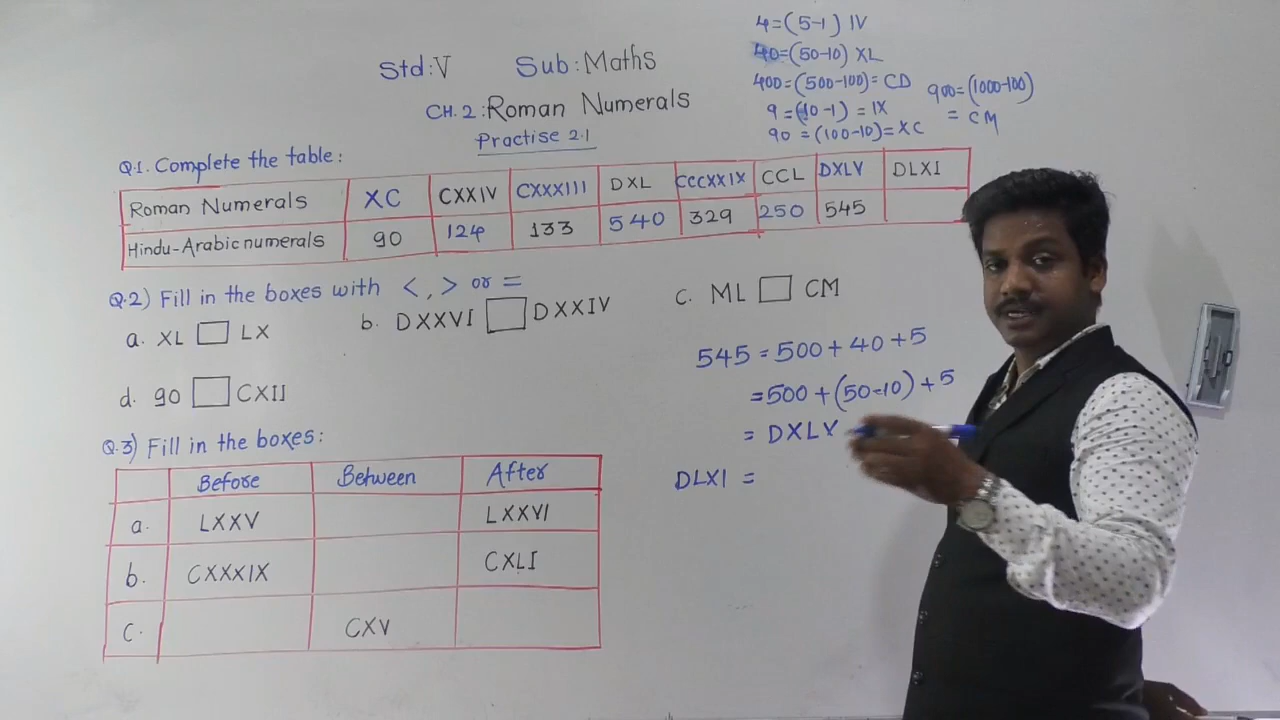 Std:V Sub:Maths
CH.2:Roman Numerals
Practise 2.1
4=(5-1) IV
40=(50-10) XL
400=(500-100)=CD
9=(10-1)=IX
90=(100-10)=XC
900=(1000-100)
=CM
Q.1. Complete the table:
Roman Numerals XC CXXIV CXXXIII DXL CCCXXIX CCL DXLV DLXI
Hindu-Arabic numerals 90 124 133 540 329 250 545
Q.2) Fill in the boxes with <, > or =
a. XL □ LX b. DXXVI □ DXXIV c. ML □ CM
d. 90 □ CXII
545=500+40+5
=500+(50-10)+5
=DXLV
DLXI =
Q.3) Fill in the boxes:
Before Between After
a. LXXV LXXVI
b. CXXXIX CXLI
c. CXV